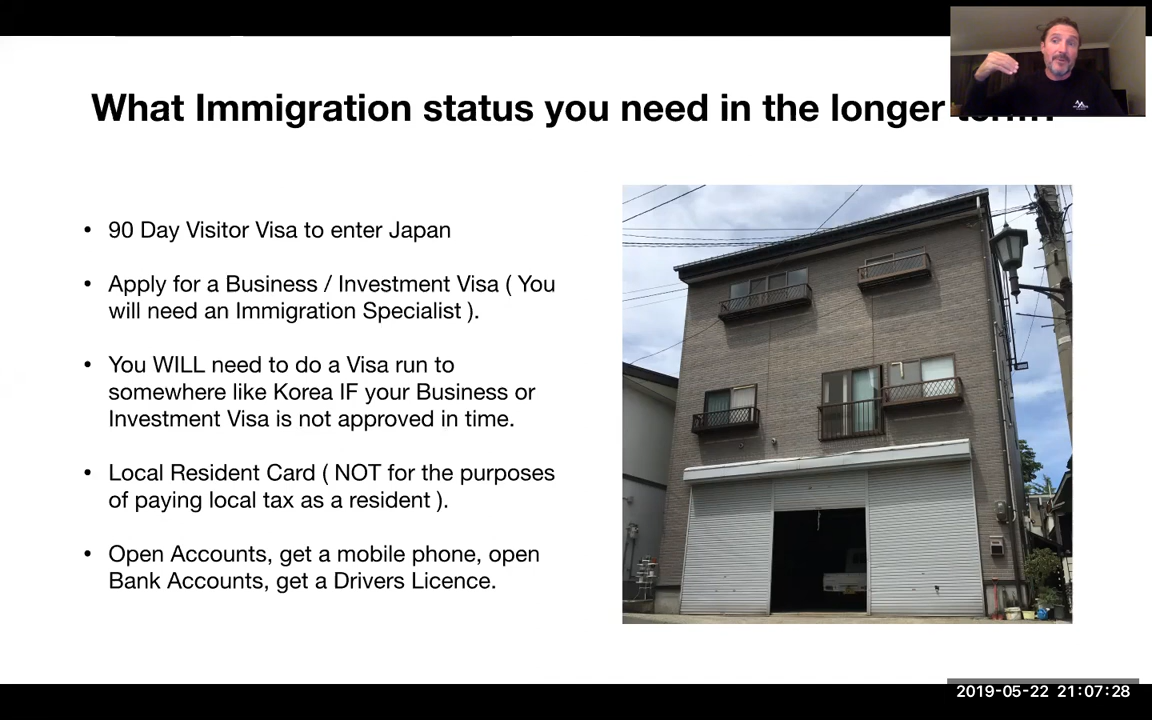 What Immigration status you need in the longer
• 90 Day Visitor Visa to enter Japan
• Apply for a Business / Investment Visa ( You
will need an Immigration Specialist ).
• You WILL need to do a Visa run to
somewhere like Korea IF your Business or
Investment Visa is not approved in time.
• Local Resident Card ( NOT for the purposes
of paying local tax as a resident ).
• Open Accounts, get a mobile phone, open
Bank Accounts, get a Drivers Licence.
2019-05-22 21:07:28